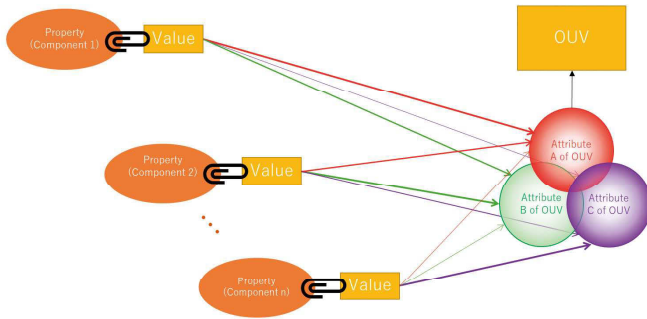 Property
(Component 1)
Value
OUV
Attribute
A of OUV
Property
(Component 2)
Value
Attribute
B of OUV
Attribute
C of OUV
Property
(Component n)
Value